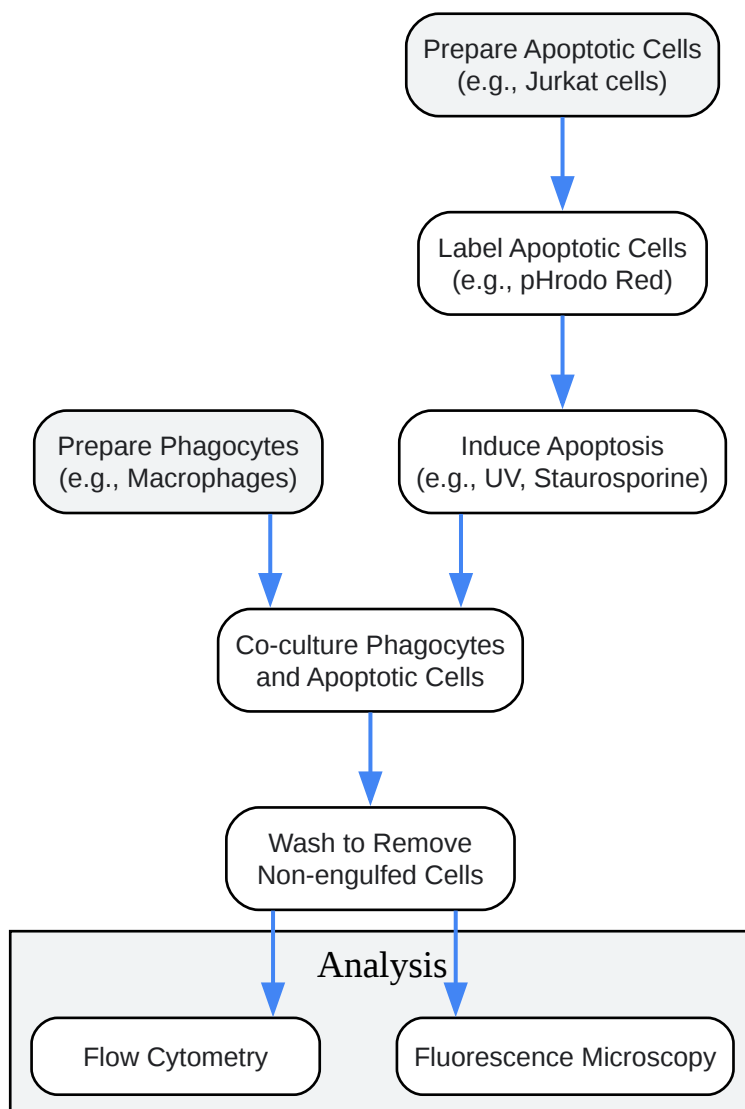 Prepare Apoptotic Cells
(e.g., Jurkat cells)
Label Apoptotic Cells
(e.g., pHrodo Red)
Prepare Phagocytes
(e.g., Macrophages)
Induce Apoptosis
(e.g., UV, Staurosporine)
Co-culture Phagocytes
and Apoptotic Cells
Wash to Remove
Non-engulfed Cells
Analysis
Flow Cytometry
Fluorescence Microscopy